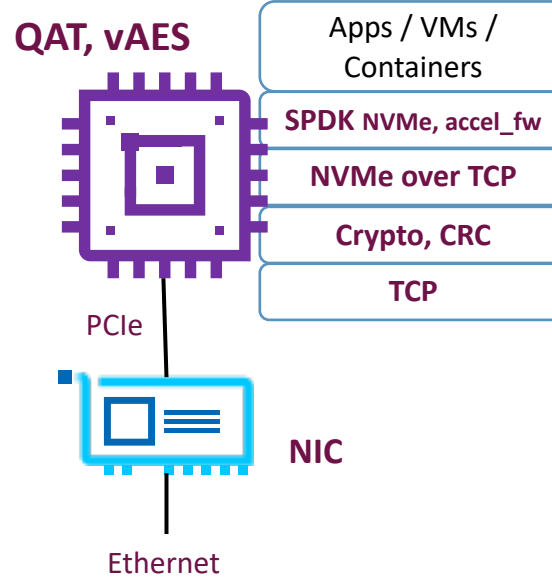 QAT, vAES
Apps / VMs /
Containers
SPDK NVMe, accel_fw
NVMe over TCP
Crypto, CRC
TCP
PCIe
NIC
Ethernet